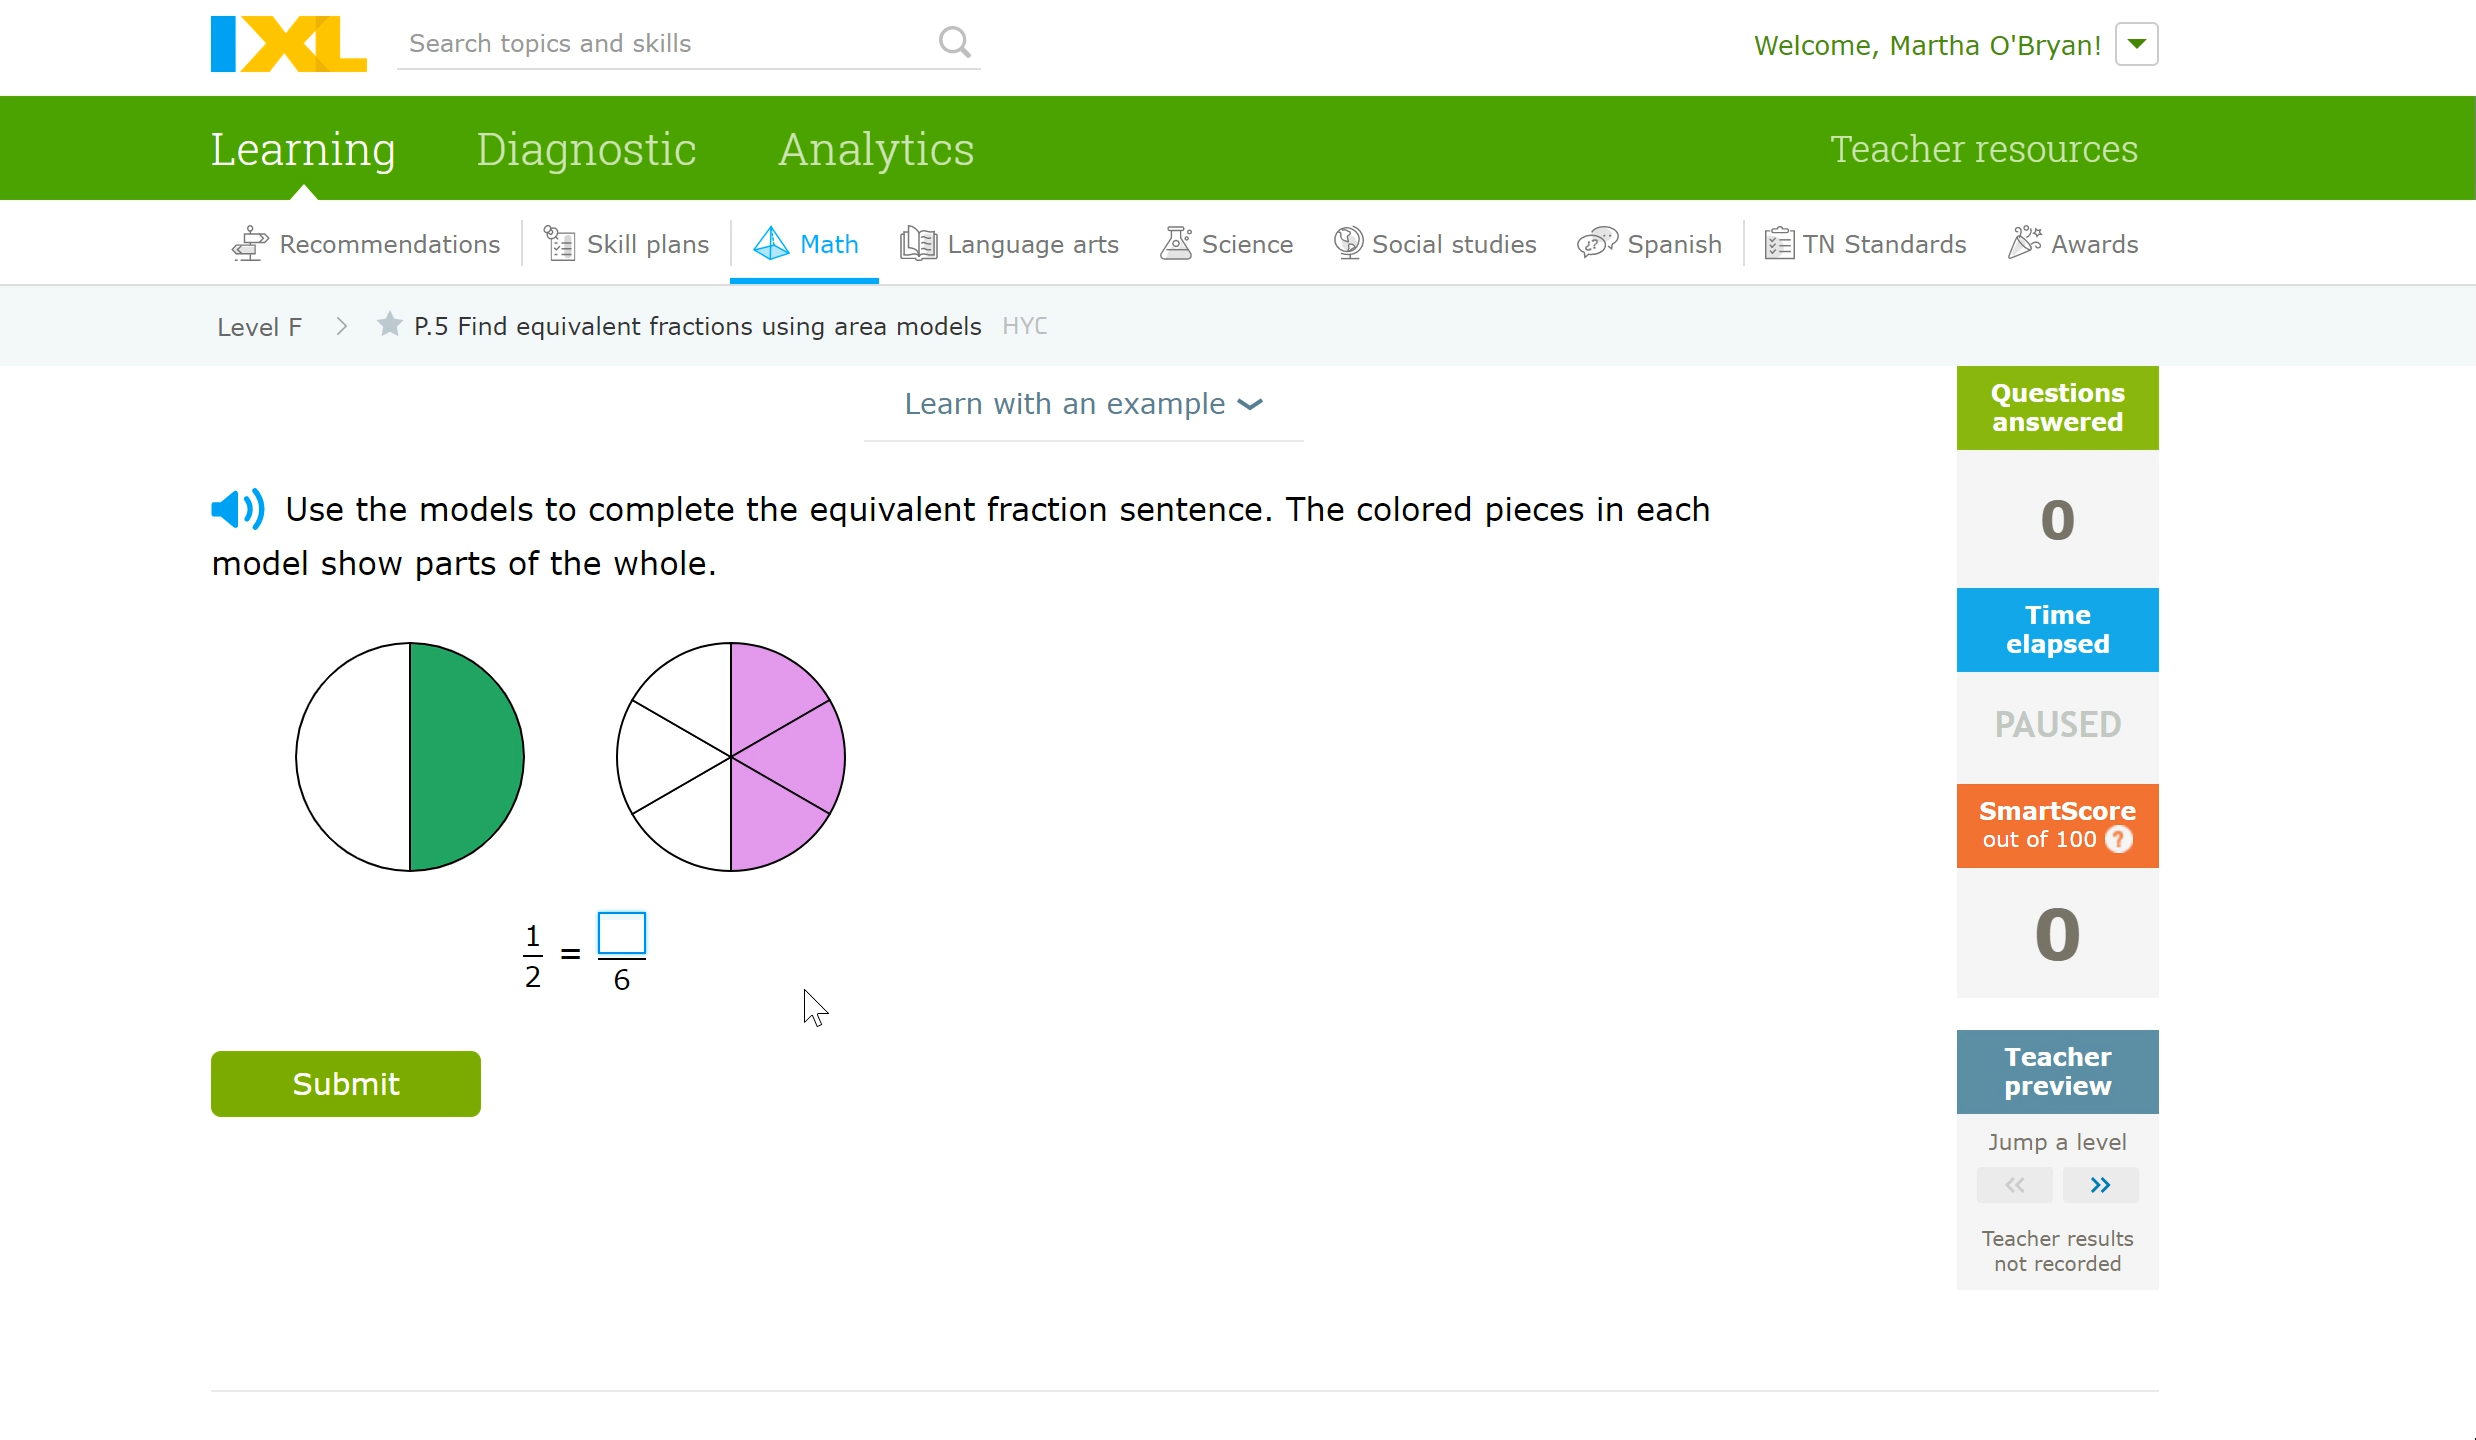 IXL
Search topics and skills
Welcome, Martha O'Bryan!
Learning
Diagnostic
Analytics
Teacher resources
Recommendations
Skill plans
Math
Language arts
Science
Social studies
Spanish
TN Standards
Awards
Level F > P.5 Find equivalent fractions using area models HYC
Learn with an example
Use the models to complete the equivalent fraction sentence. The colored pieces in each
model show parts of the whole.
1
2
=
6
Submit
Questions
answered
0
Time
elapsed
PAUSED
SmartScore
out of 100 ?
0
Teacher
preview
Jump a level
Teacher results
not recorded